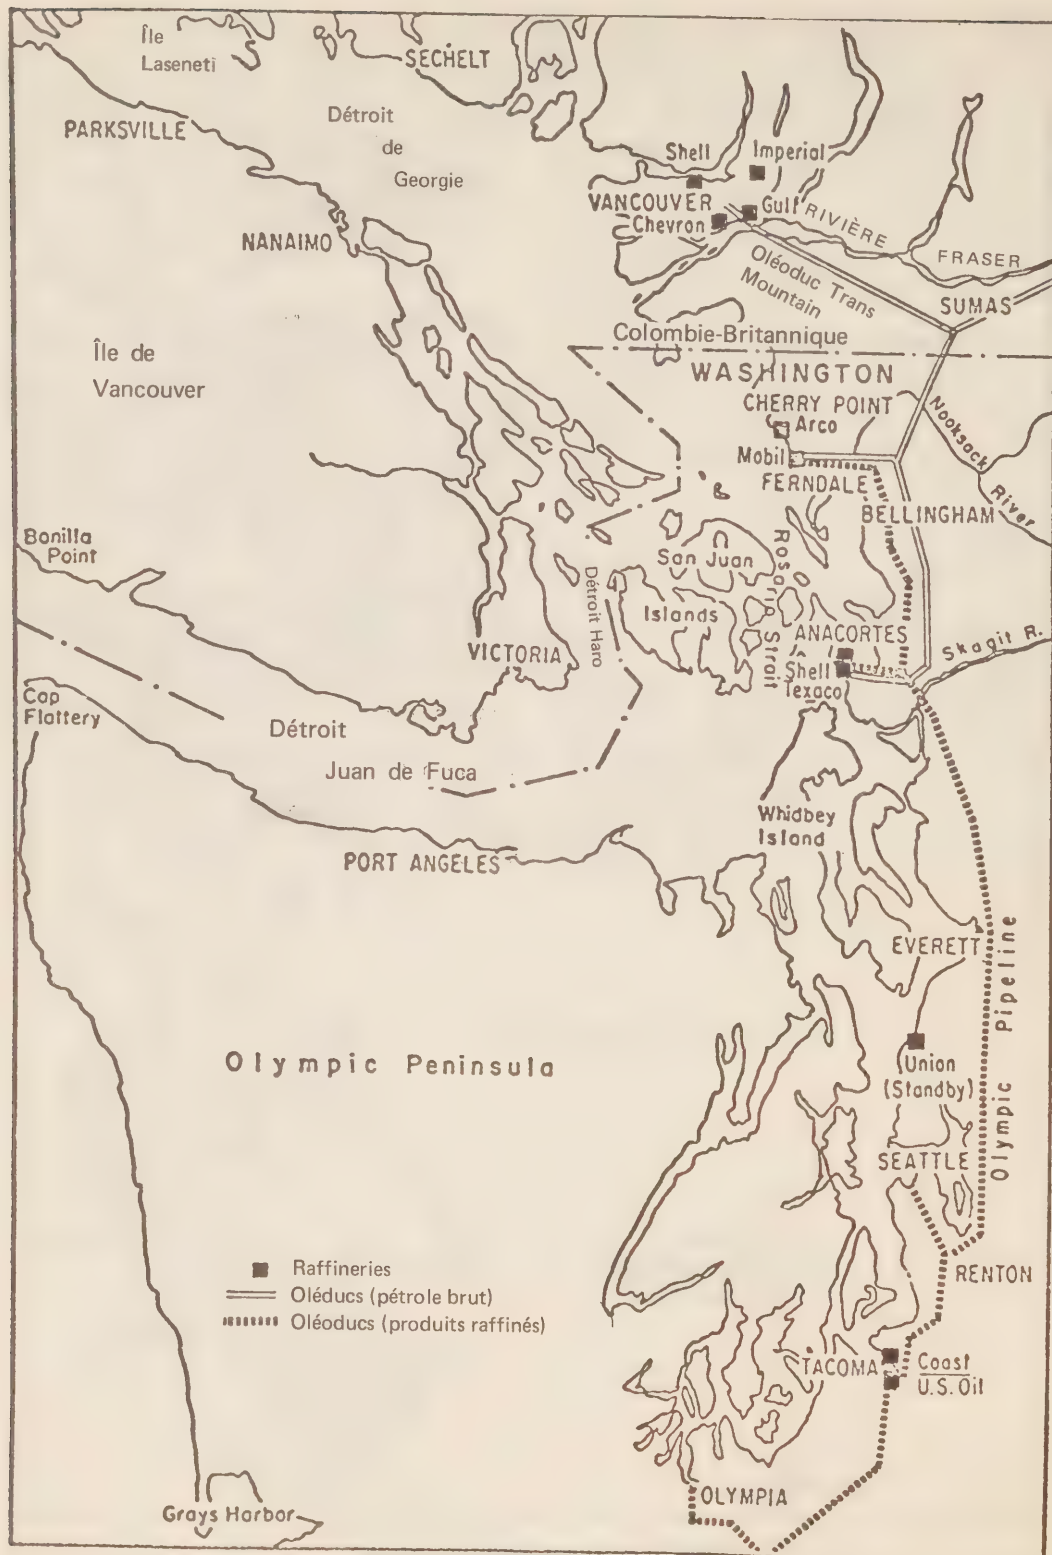 Île
Laseneti
SECHELT
Détroit
de
Georgie
PARKSVILLE
NANAIMO
Île de
Vancouver
Shell
Imperial
VANCOUVER
Gulf
Chevron
RIVIÈRE
FRASER
Oléoduc Trans
Mountain
SUMAS
Colombie-Britannique
WASHINGTON
CHERRY POINT
Arco
Mobil
FERNDALE
Nooksack
River
BELLINGHAM
Bonilla
Point
San Juan
Islands
Rosario Strait
Détroit Haro
ANACORTES
Shell
Texaco
Skagit R.
VICTORIA
Cap
Flattery
Détroit
Juan de Fuca
Whidbey
Island
PORT ANGELES
EVERETT
Olympic Pipeline
Olympic Peninsula
Union
(Standby)
SEATTLE
RENTON
Raffineries
Oléducs (pétrole brut)
Oléoducs (produits raffinés)
TACOMA
Coast
U.S. Oil
OLYMPIA
Grays Harbor